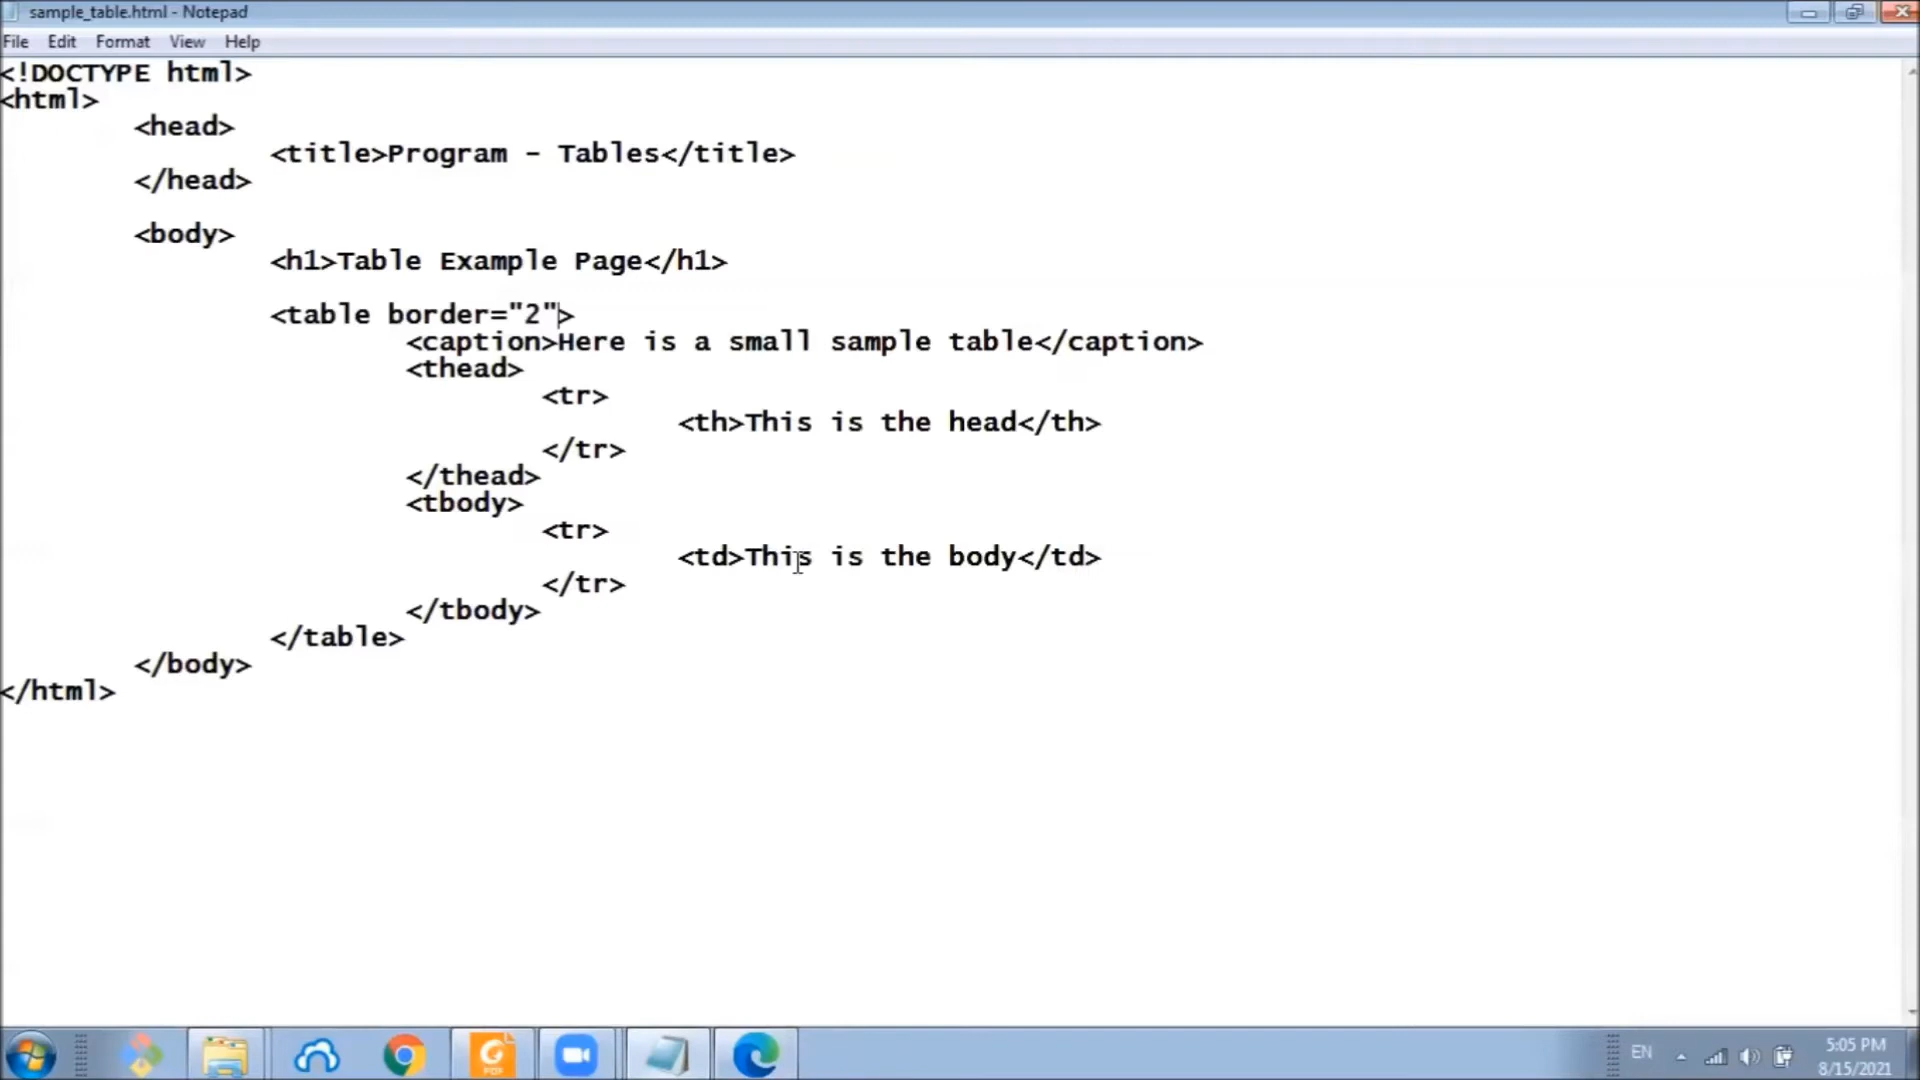 sample_table.html - Notepad
File Edit Format View Help
<!DOCTYPE html>
<html>
<head>
<title>Program - Tables</title>
</head>
<body>
<h1>Table Example Page</h1>
<table border="2">
<caption>Here is a small sample table</caption>
<thead>
<tr>
<th>This is the head</th>
</tr>
</thead>
<tbody>
<tr>
<td>This is the body</td>
</tr>
</tbody>
</table>
</body>
</html>
PDF
EN
5:05 PM
8/15/2021